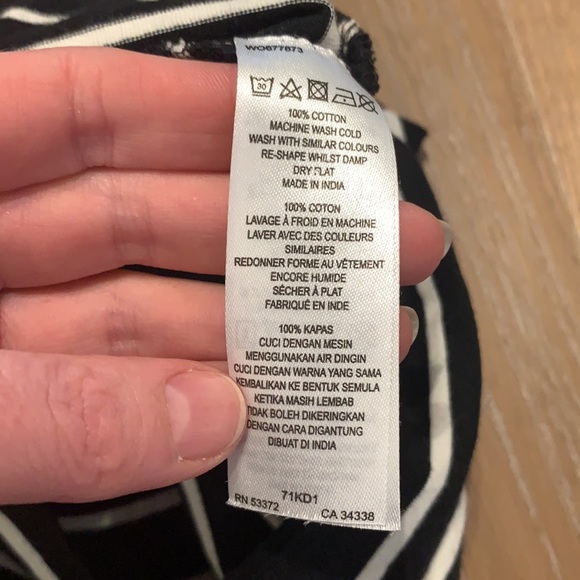 WO677873
30
100% COTTON
MACHINE WASH COLD
WASH WITH SIMILAR COLOURS
RE-SHAPE WHILST DAMP
DRY FLAT
MADE IN INDIA
100% COTON
LAVAGE À FROID EN MACHINE
LAVER AVEC DES COULEURS
SIMILAIRES
REDONNER FORME AU VÊTEMENT
ENCORE HUMIDE
SÉCHER À PLAT
FABRIQUÉ EN INDE
100% KAPAS
CUCI DENGAN MESIN
MENGGUNAKAN AIR DINGIN
CUCI DENGAN WARNA YANG SAMA
KEMBALIKAN KE BENTUK SEMULA
KETIKA MASIH LEMBAB
TIDAK BOLEH DIKERINGKAN
DENGAN CARA DIGANTUNG
DIBUAT DI INDIA
71KD1
RN 53372 CA 34338